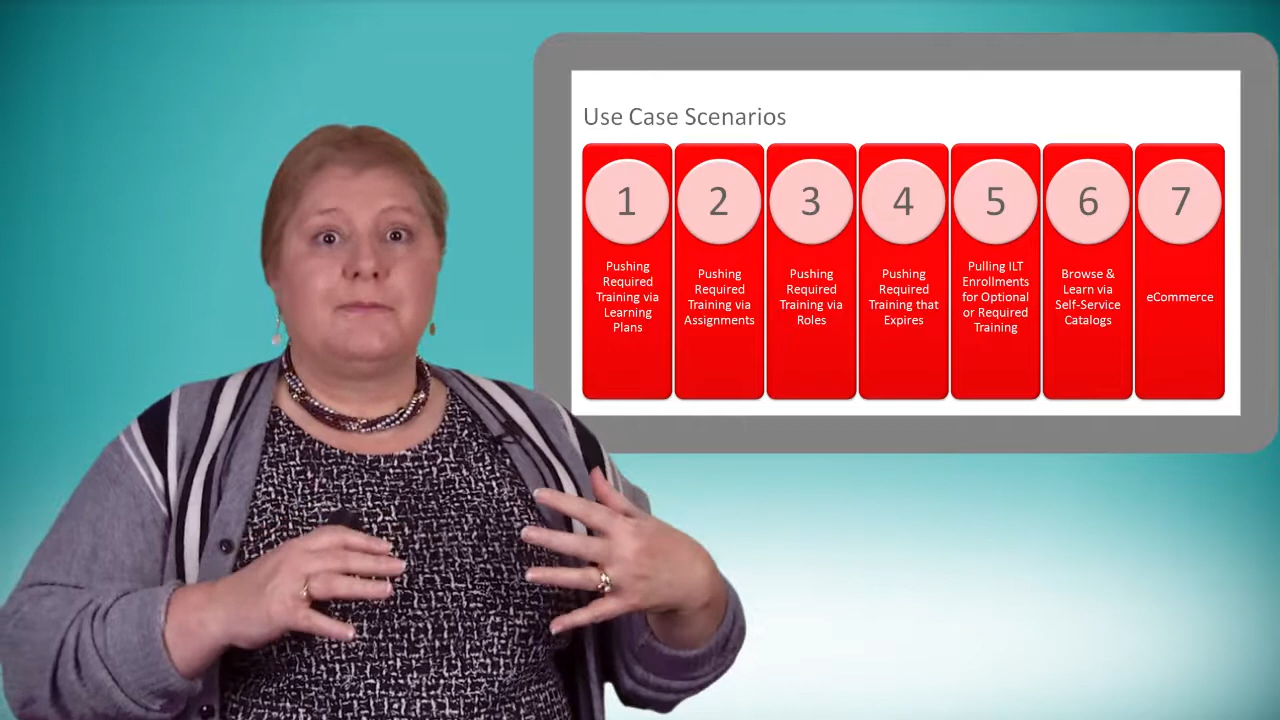 Use Case Scenarios
1
Pushing
Required
Training via
Learning
Plans
2
Pushing
Required
Training via
Assignments
3
Pushing
Required
Training via
Roles
4
Pushing
Required
Training that
Expires
5
Pulling ILT
Enrollments
for Optional
or Required
Training
6
Browse &
Learn via
Self-Service
Catalogs
7
eCommerce